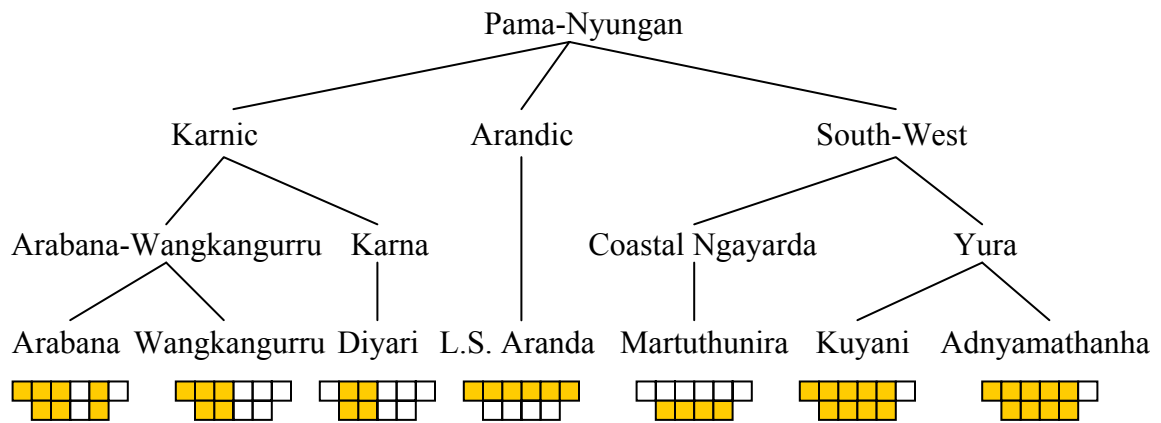 Pama-Nyungan
Karnic Arandic South-West
Arabana-Wangkangurru Karna Coastal Ngayarda Yura
Arabana Wangkangurru Diyari L.S. Aranda Martuthunira Kuyani Adnyamathanha